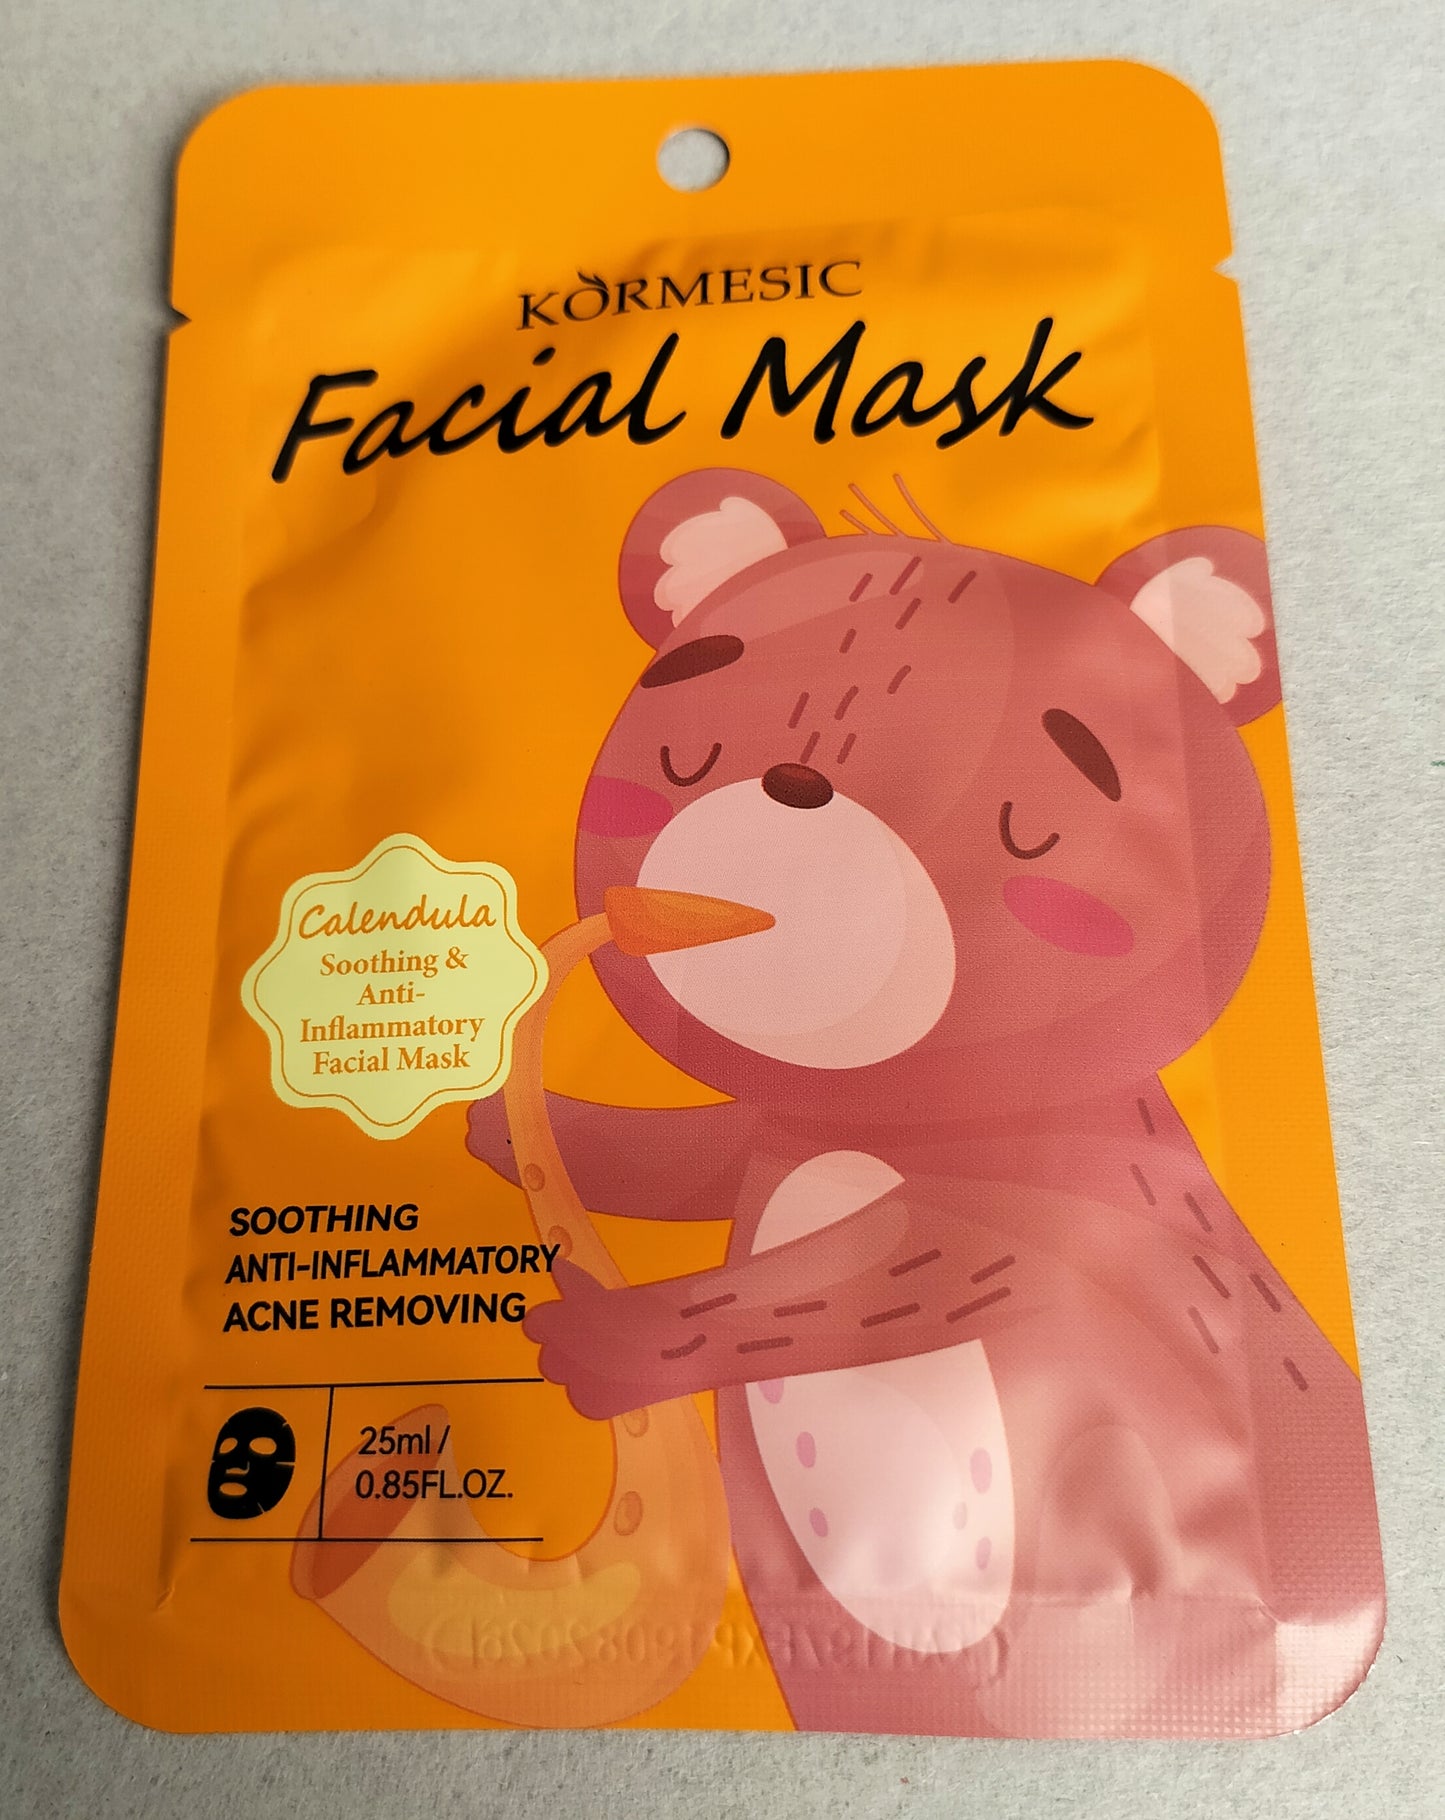 KORMESIC
Facial Mask
Calendula
Soothing &
Anti-
Inflammatory
Facial Mask
SOOTHING
ANTI-INFLAMMATORY
ACNE REMOVING
25ml/
0.85FL.OZ.